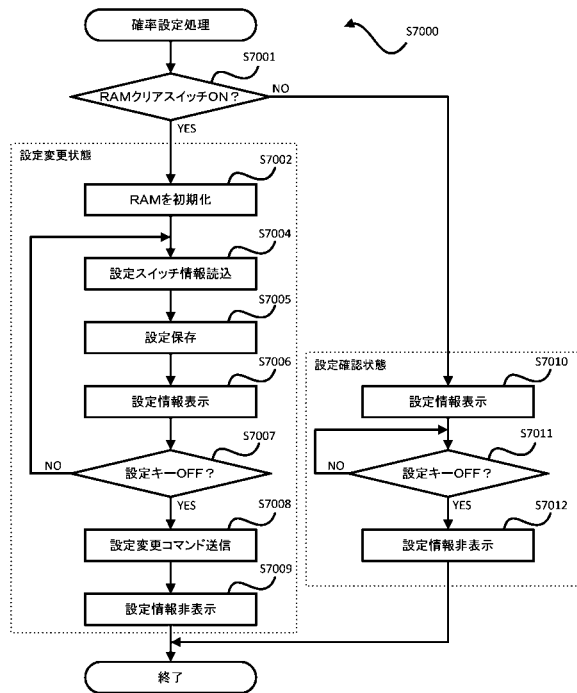 確率設定処理
S7000
S7001
RAMクリアスイッチON?
NO
YES
設定変更状態
S7002
RAMを初期化
S7004
設定スイッチ情報読込
S7005
設定保存
S7006
設定情報表示
S7007
設定キーOFF?
NO
YES
S7008
設定変更コマンド送信
S7009
設定情報非表示
設定確認状態
S7010
設定情報表示
S7011
設定キーOFF?
NO
YES
S7012
設定情報非表示
終了